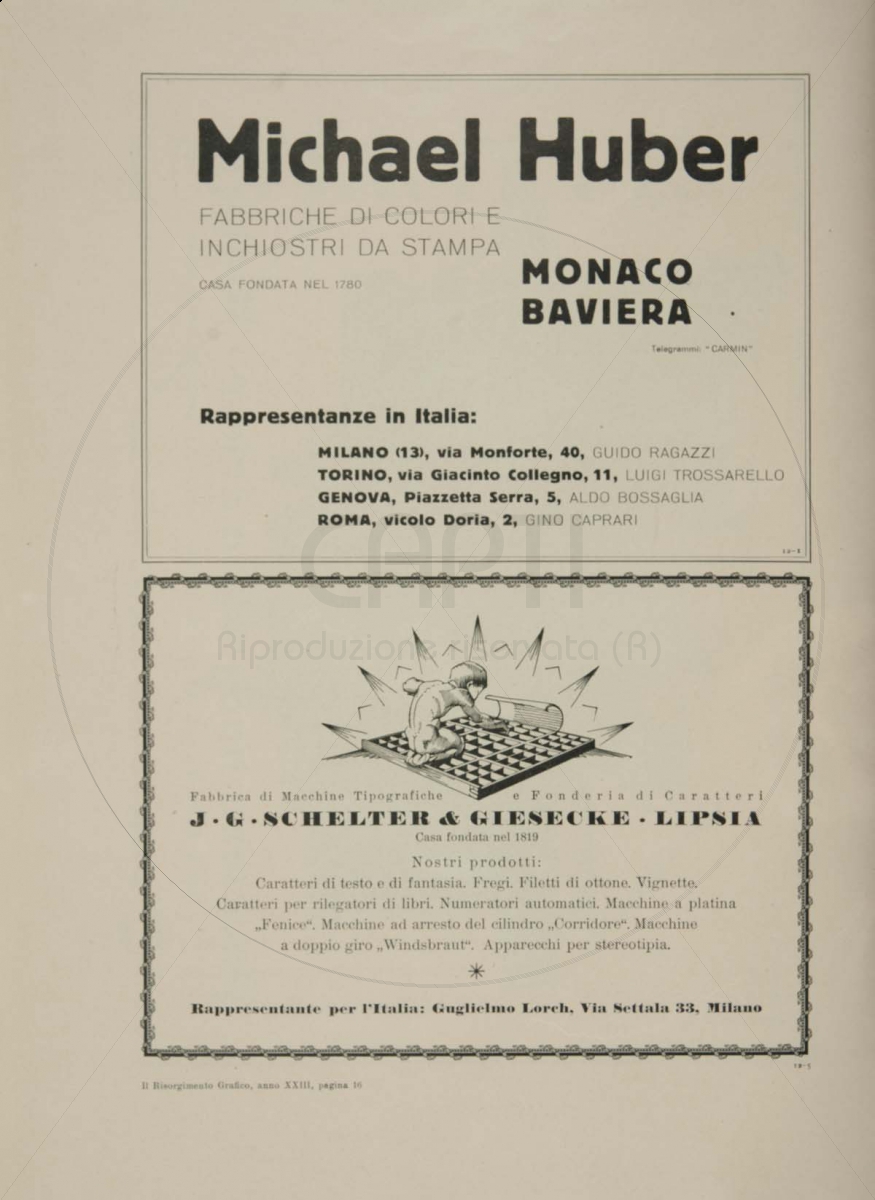 Michael Huber
FABBRICHE DI COLORI E
INCHIOSTRI DA STAMPA
CASA FONDATA NEL 1780
MONACO
BAVIERA
Telegrammi: "CARMIN"
Rappresentanze in Italia:
MILANO (13), via Monforte, 40, GUIDO RAGAZZI
TORINO, via Giacinto Collegno, 11, LUIGI TROSSARELLO
GENOVA, Piazzetta Serra, 5, ALDO BOSSAGLIA
ROMA, vicolo Doria, 2, GINO CAPRARI
CAPTI
Riproduzione riservata (R)
Fabbrica di Macchine Tipografiche e Fonderia di Caratteri
J·G·SCHELTER & GIESECKE · LIPSIA
Casa fondata nel 1819
Nostri prodotti:
Caratteri di testo e di fantasia. Fregi. Filetti di ottone. Vignette.
Caratteri per rilegatori di libri. Numeratori automatici. Macchine a platina
„Fenice“. Macchine ad arresto del cilindro „Corridore“. Macchine
a doppio giro „Windsbraut“. Apparecchi per stereotipia.
Rappresentante per l'Italia: Guglielmo Lorch, Via Settala 33, Milano
Il Risorgimento Grafico, anno XXIII, pagina 16